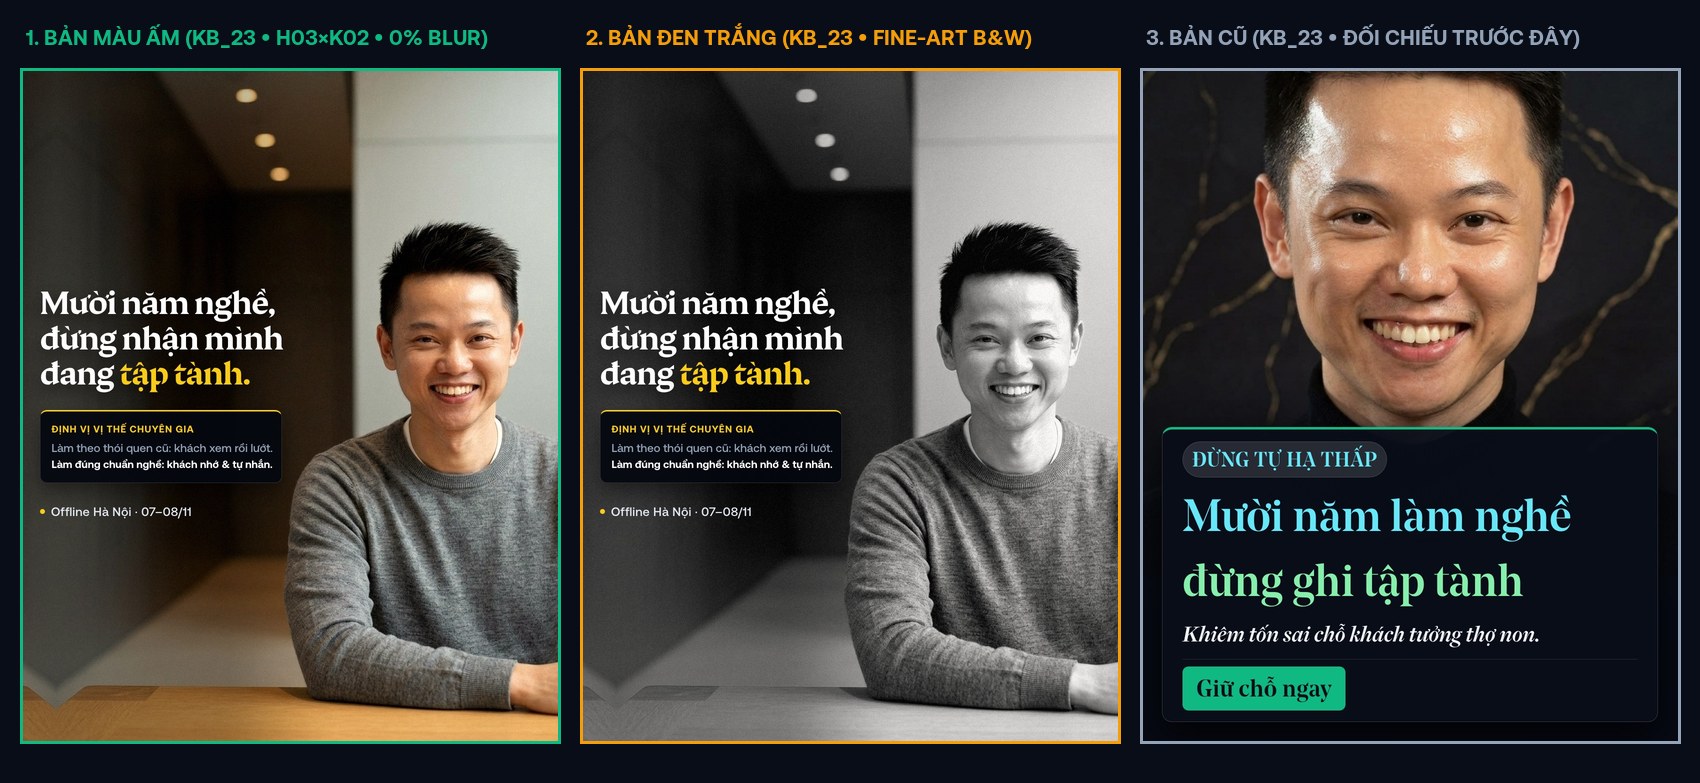 1. BẢN MÀU ẤM (KB_23 • H03×K02 • 0% BLUR)
Mười năm nghề,
đừng nhận mình
đang tập tành.
ĐỊNH VỊ VỊ THẾ CHUYÊN GIA
Làm theo thói quen cũ: khách xem rồi lướt.
Làm đúng chuẩn nghề: khách nhớ & tự nhắn.
• Offline Hà Nội · 07–08/11
2. BẢN ĐEN TRẮNG (KB_23 • FINE-ART B&W)
Mười năm nghề,
đừng nhận mình
đang tập tành.
ĐỊNH VỊ VỊ THẾ CHUYÊN GIA
Làm theo thói quen cũ: khách xem rồi lướt.
Làm đúng chuẩn nghề: khách nhớ & tự nhắn.
• Offline Hà Nội · 07–08/11
3. BẢN CŨ (KB_23 • ĐỐI CHIẾU TRƯỚC ĐÂY)
ĐỪNG TỰ HẠ THẤP
Mười năm làm nghề
đừng ghi tập tành
Khiêm tốn sai chỗ khách tưởng thợ non.
Giữ chỗ ngay